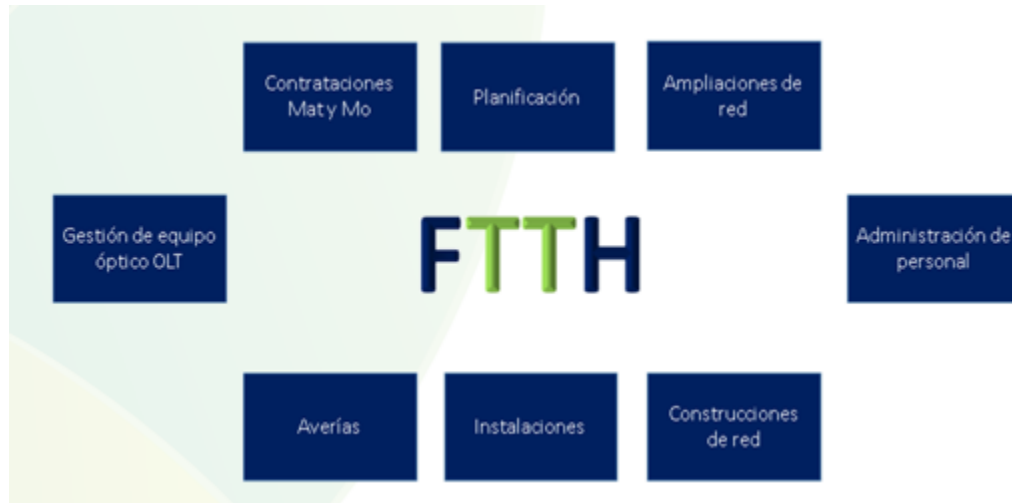 Contrataciones
Mat y Mo
Planificación
Ampliaciones de
red
Gestión de equipo
óptico OLT
FTTH
Administración de
personal
Averías
Instalaciones
Construcciones
de red